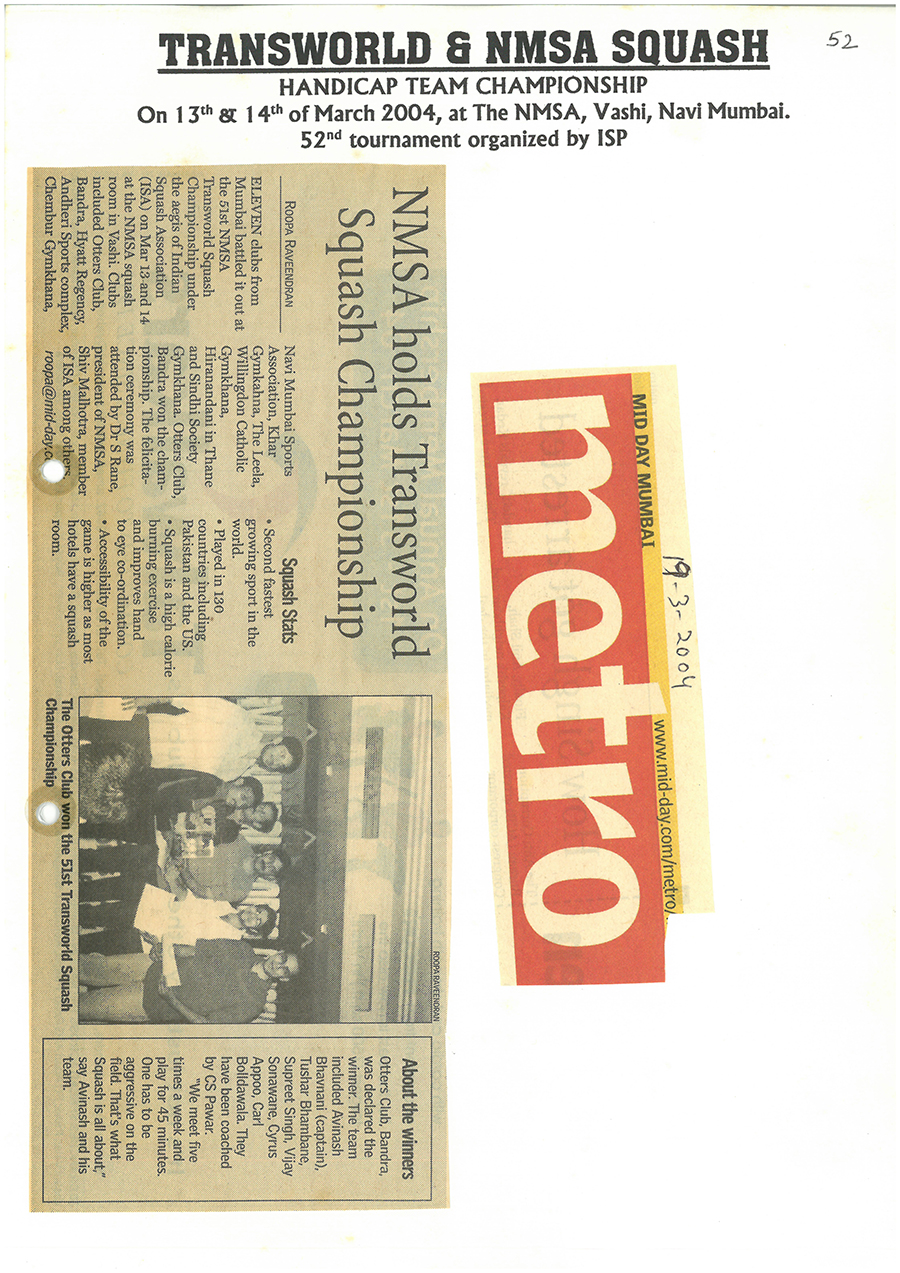 TRANSWORLD & NMSA SQUASH
52
HANDICAP TEAM CHAMPIONSHIP
On 13th & 14th of March 2004, at The NMSA, Vashi, Navi Mumbai.
52nd tournament organized by ISP
MID DAY MUMBAI
19-3-2004
www.mid-day.com/metro/
metro
NMSA holds Transworld
Squash Championship
ROOPA RAVEENDRAN
ELEVEN clubs from
Mumbai battled it out at
the 51st NMSA
Transworld Squash
Championship under
the aegis of Indian
Squash Association
(ISA) on Mar 13-and 14
at the NMSA squash
room in Vashi. Clubs
included Otters Club,
Bandra, Hyatt Regency,
Andheri Sports complex,
Chembur Gymkhana,
Navi Mumbai Sports
Association, Khar
Gymkahna, The Leela,
Willingdon Catholic
Gymkhana,
Hiranandani in Thane
and Sindhi Society
Gymkhana. Otters Club,
Bandra won the cham-
pionship. The felicita-
tion ceremony was
attended by Dr S Rane,
president of NMSA,
Shiv Malhotra, member
of ISA among others.
roopa@mid-day.c
Squash Stats
• Second fastest
growing sport in the
world.
• Played in 130
countries including
Pakistan and the US.
• Squash is a high calorie
burning exercise
and improves hand
to eye co-ordination.
• Accessibility of the
game is higher as most
hotels have a squash
room.
ROOPA RAVEENDRAN
The Otters Club won the 51st Transworld Squash
Championship
About the winners
Otters Club, Bandra,
was declared the
winner. The team
included Avinash
Bhavnani (captain),
Tushar Bhambane,
Supreet Singh, Vijay
Sonawane, Cyrus
Appoo, Carl
Bolldawala. They
have been coached
by CS Pawar.
"We meet five
times a week and
play for 45 minutes.
One has to be
aggressive on the
field. That's what
Squash is all about,"
say Avinash and his
team.